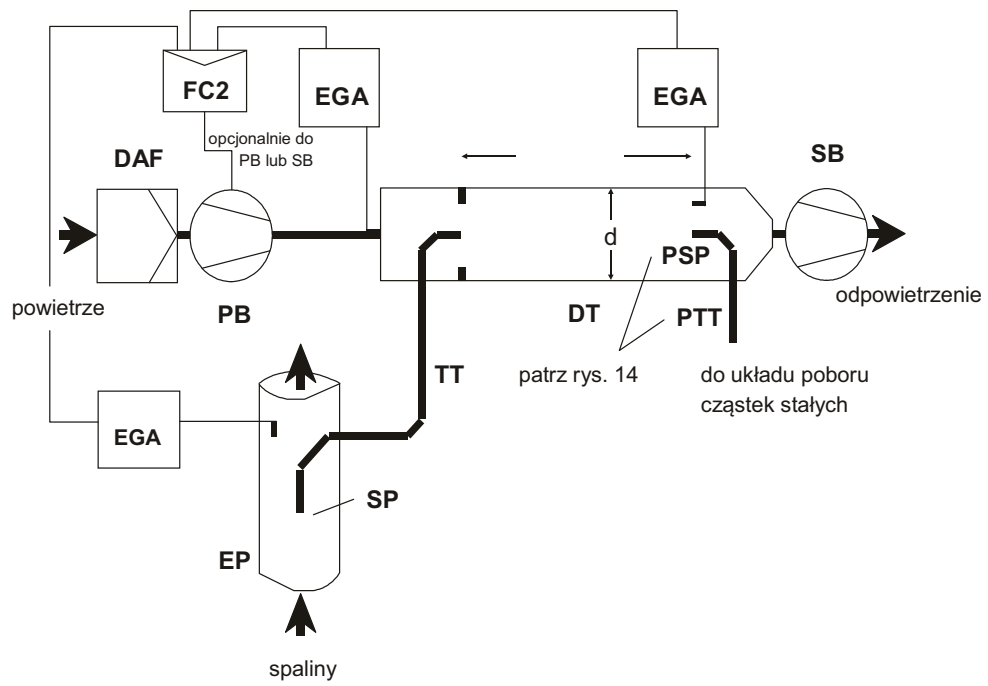 FC2
EGA
EGA
opcjonalnie do
PB lub SB
DAF
SB
d
PSP
powietrze
PB
DT
PTT
odpowietrzenie
TT
patrz rys. 14
do układu poboru
cząstek stałych
EGA
SP
EP
spaliny